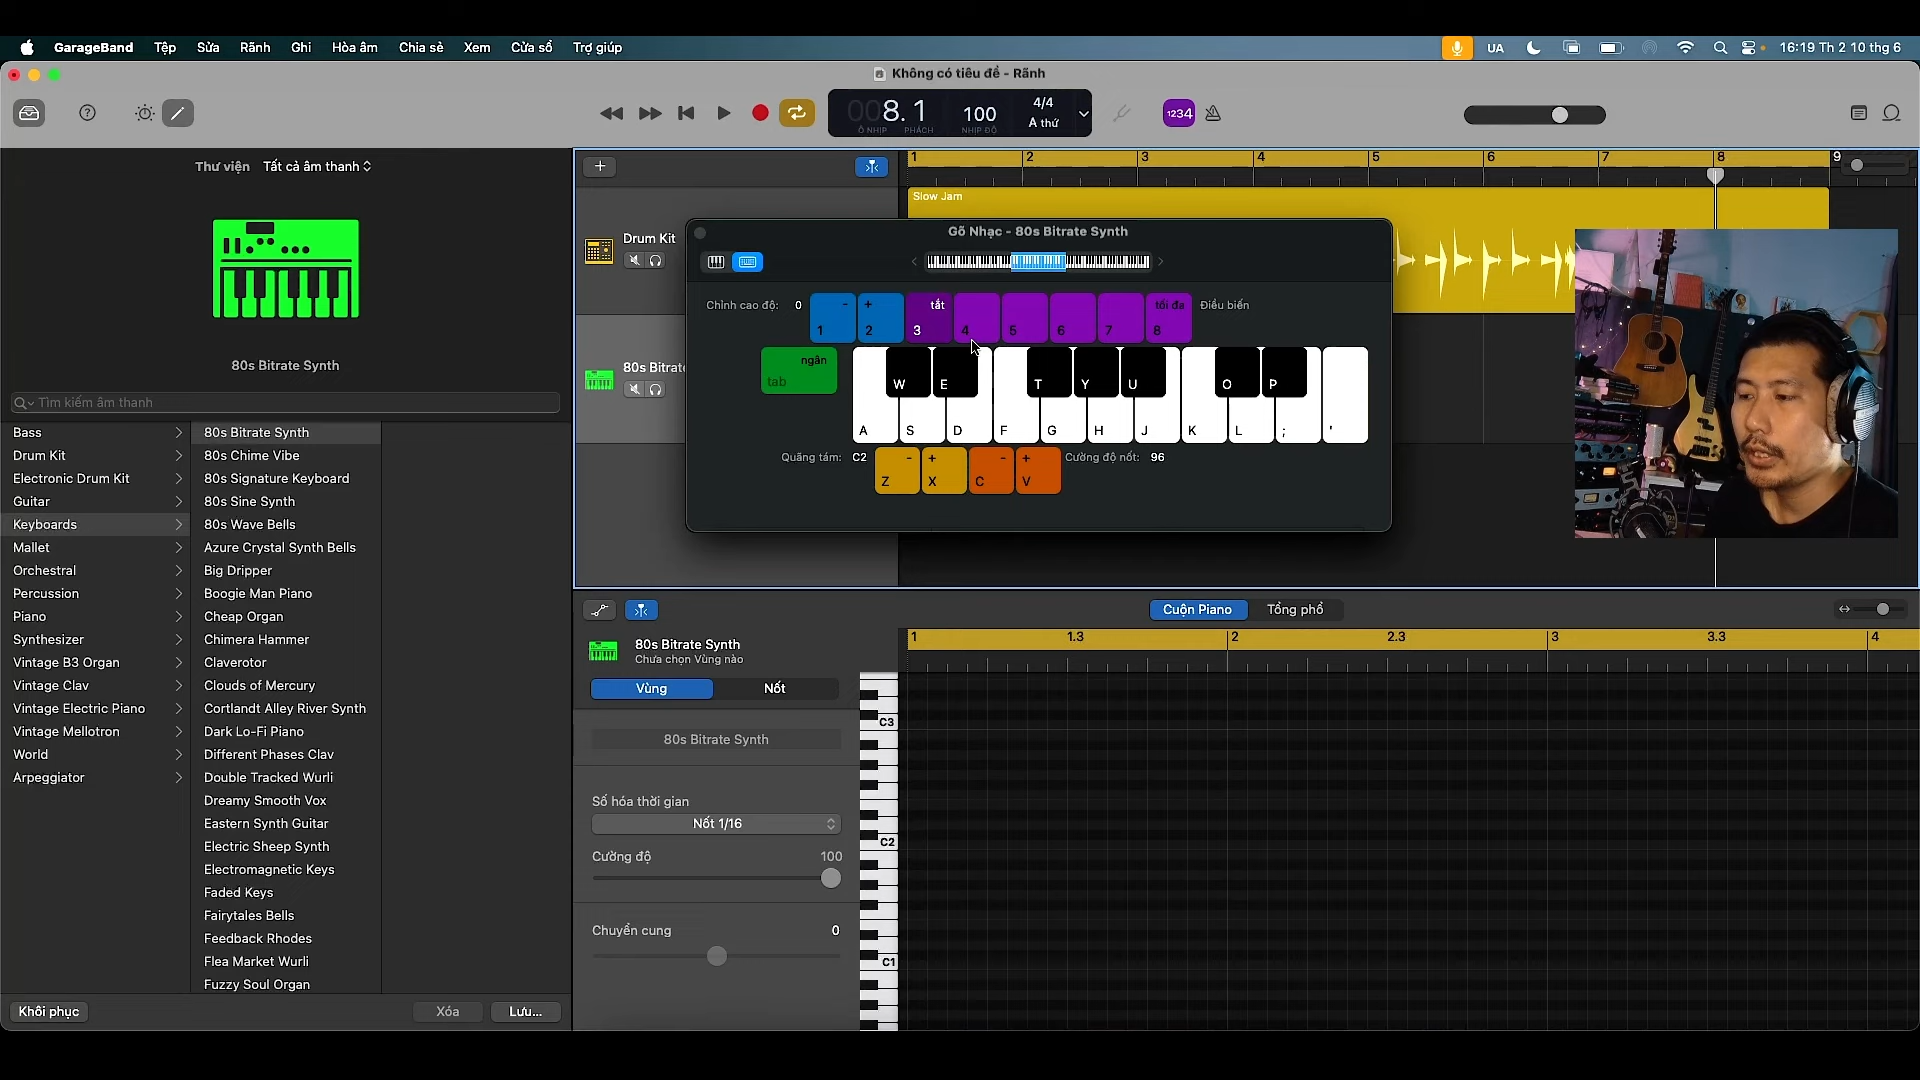 GarageBand Tệp Sửa Rãnh Ghi Hòa âm Chia sẻ Xem Cửa sổ Trợ giúp UA 16:19 Th 2 10 thg 6
Không có tiêu đề - Rãnh
008.1 100 4/4
Ô NHỊP PHÁCH NHỊP ĐỘ A thứ
1234
Thư viện Tất cả âm thanh
80s Bitrate Synth
Tìm kiếm âm thanh
Bass
Drum Kit
Electronic Drum Kit
Guitar
Keyboards
Mallet
Orchestral
Percussion
Piano
Synthesizer
Vintage B3 Organ
Vintage Clav
Vintage Electric Piano
Vintage Mellotron
World
Arpeggiator
80s Bitrate Synth
80s Chime Vibe
80s Signature Keyboard
80s Sine Synth
80s Wave Bells
Azure Crystal Synth Bells
Big Dripper
Boogie Man Piano
Cheap Organ
Chimera Hammer
Claverotor
Clouds of Mercury
Cortlandt Alley River Synth
Dark Lo-Fi Piano
Different Phases Clav
Double Tracked Wurli
Dreamy Smooth Vox
Eastern Synth Guitar
Electric Sheep Synth
Electromagnetic Keys
Faded Keys
Fairytales Bells
Feedback Rhodes
Flea Market Wurli
Fuzzy Soul Organ
Khôi phục Xóa Lưu...
1 2 3 4 5 6 7 8 9
Slow Jam
Drum Kit
80s Bitrate
Gõ Nhạc - 80s Bitrate Synth
Chỉnh cao độ: 0 - + tắt tối đa Điều biến
1 2 3 4 5 6 7 8
ngân
tab
W E T Y U O P
A S D F G H J K L ; '
Quãng tám: C2 - + - + Cường độ nốt: 96
Z X C V
Cuộn Piano Tổng phổ
1 1.3 2 2.3 3 3.3 4
80s Bitrate Synth
Chưa chọn Vùng nào
Vùng Nốt
80s Bitrate Synth
Số hóa thời gian
Nốt 1/16
Cường độ 100
Chuyển cung 0
C3
C2
C1